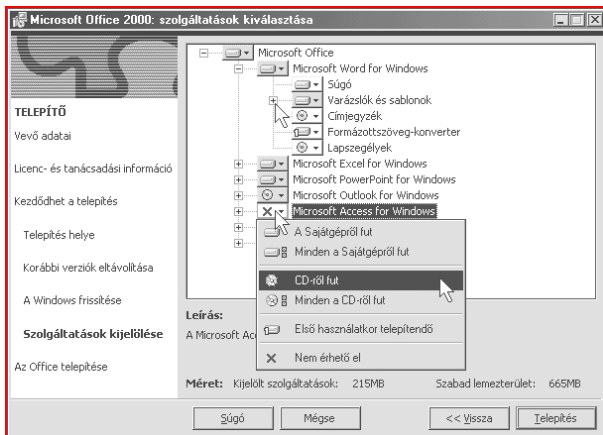 Microsoft Office 2000: szolgáltatások kiválasztása
TELEPÍTŐ
Vevő adatai
Licenc- és tanácsadási információ
Kezdődhet a telepítés
Telepítés helye
Korábbi verziók eltávolítása
A Windows frissítése
Szolgáltatások kijelölése
Az Office telepítése
Microsoft Office
Microsoft Word for Windows
Súgó
Varázslók és sablonok
Címjegyzék
Formázottszöveg-konverter
Lapszegélyek
Microsoft Excel for Windows
Microsoft PowerPoint for Windows
Microsoft Outlook for Windows
Microsoft Access for Windows
A Sajátgépről fut
Minden a Sajátgépről fut
CD-ről fut
Minden a CD-ről fut
Első használatkor telepítendő
Nem érhető el
Leírás:
A Microsoft
Méret: Kijelölt szolgáltatások: 215MB Szabad lemezterület: 665MB
Súgó Mégse << Vissza Telepítés